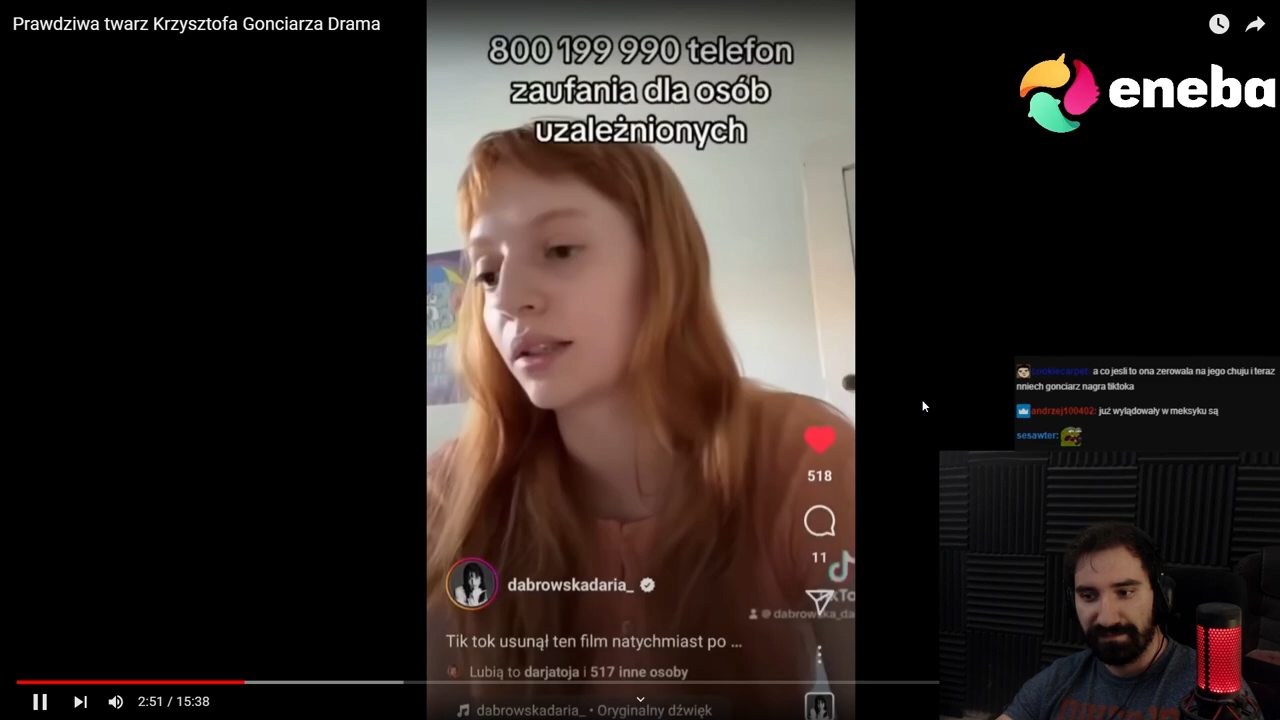 Prawdziwa twarz Krzysztofa Gonciarza Drama
800 199 990 telefon
zaufania dla osób
uzależnionych
eneba
cookiecarpet: a co jesli to ona zerowala na jego chuju i teraz
nniech gonciarz nagra tiktoka
andrzej100402: już wylądowały w meksyku są
sesawter:
518
11
dabrowskadaria_
@dabrowska_da
Tik tok usunął ten film natychmiast po ...
Lubią to darjatoja i 517 inne osoby
dabrowskadaria_ • Oryginalny dźwięk
2:51 / 15:38